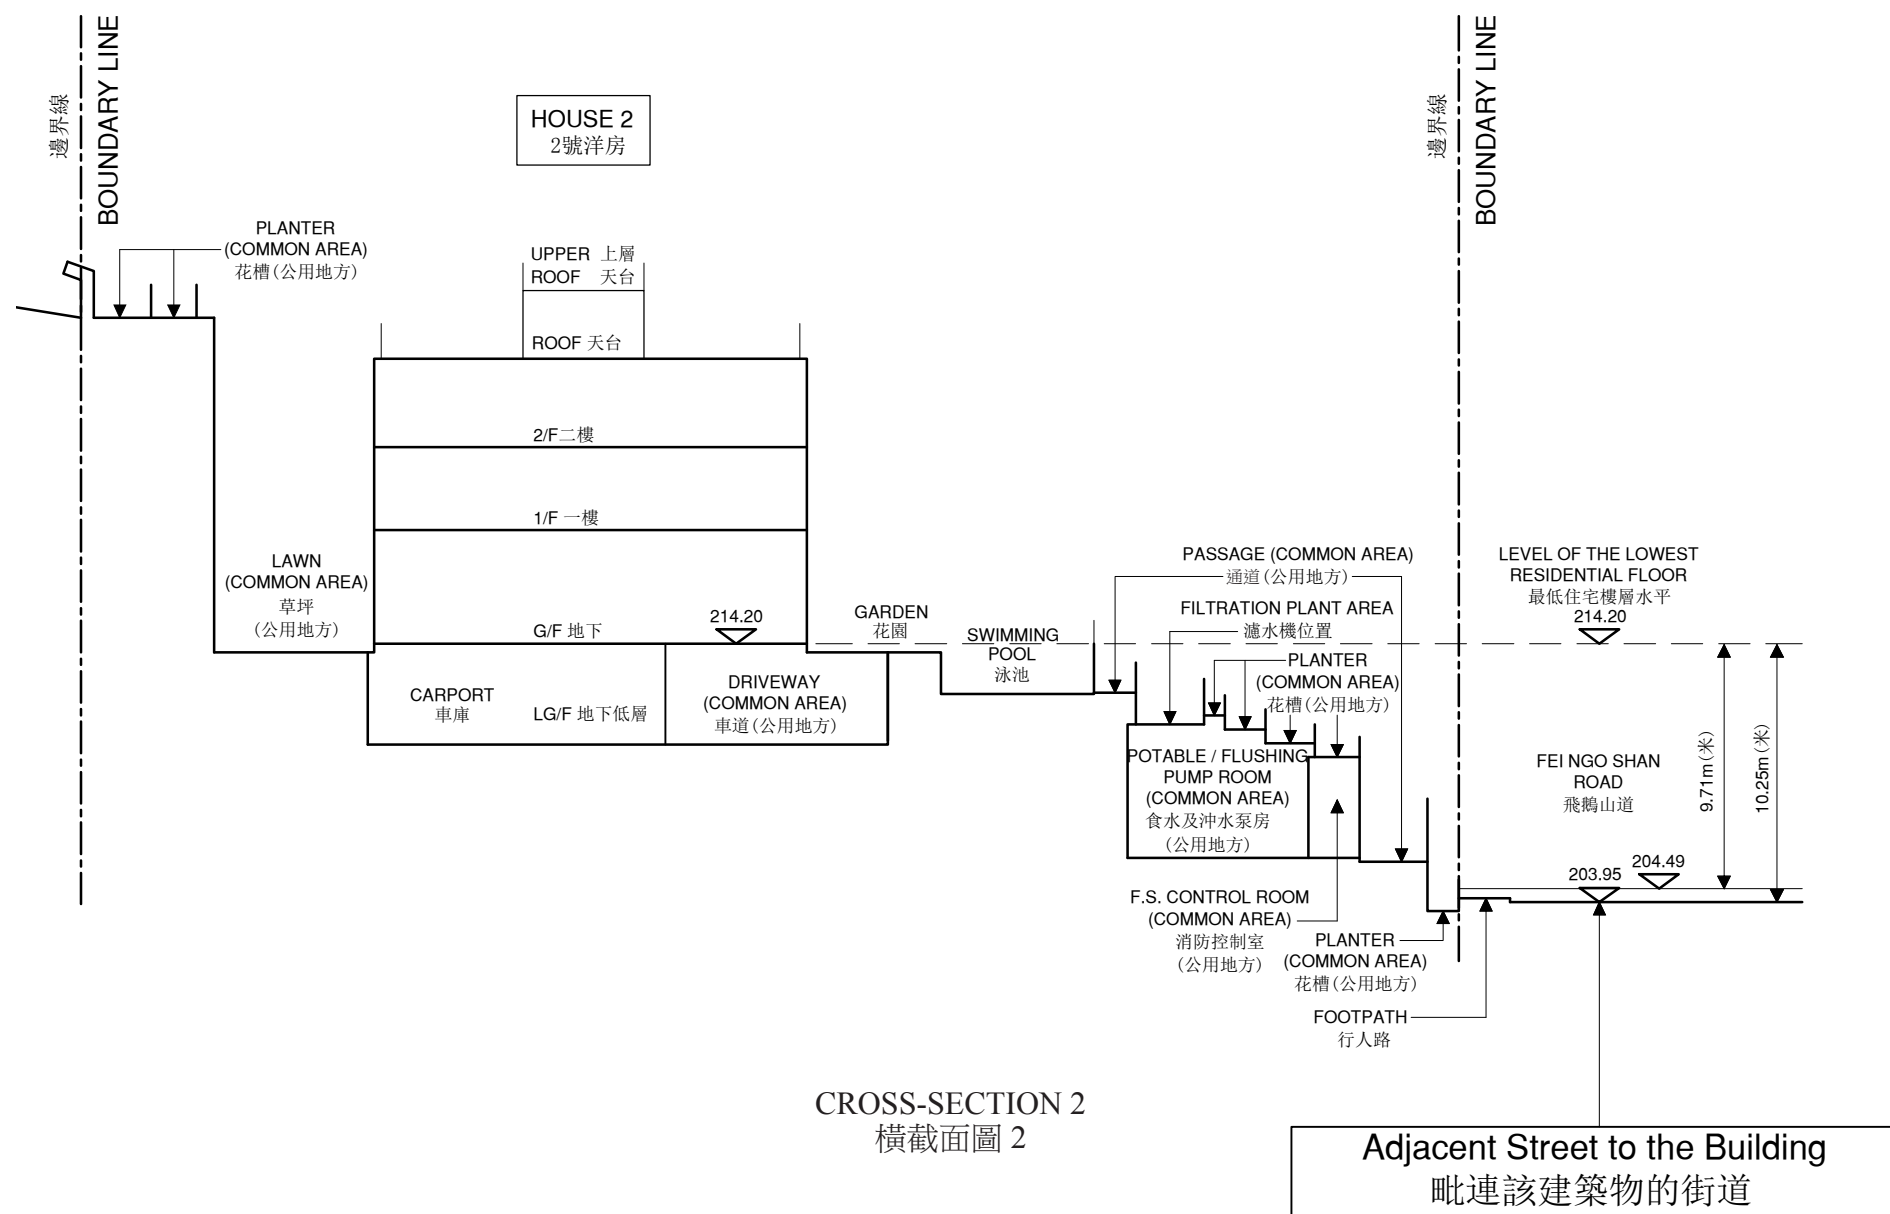 BOUNDARY LINE
邊界線
HOUSE 2
2號洋房
BOUNDARY LINE
邊界線
PLANTER
(COMMON AREA)
花槽(公用地方)
UPPER 上層
ROOF 天台
ROOF 天台
2/F二樓
1/F 一樓
LAWN
(COMMON AREA)
草坪
(公用地方)
G/F 地下
214.20
GARDEN
花園
SWIMMING
POOL
泳池
PASSAGE (COMMON AREA)
通道(公用地方)
FILTRATION PLANT AREA
濾水機位置
PLANTER
(COMMON AREA)
花槽(公用地方)
LEVEL OF THE LOWEST
RESIDENTIAL FLOOR
最低住宅樓層水平
214.20
CARPORT
車庫
LG/F 地下低層
DRIVEWAY
(COMMON AREA)
車道(公用地方)
POTABLE / FLUSHING
PUMP ROOM
(COMMON AREA)
食水及沖水泵房
(公用地方)
FEI NGO SHAN
ROAD
飛鵝山道
9.71m(米)
10.25m(米)
203.95
204.49
F.S. CONTROL ROOM
(COMMON AREA)
消防控制室
(公用地方)
PLANTER
(COMMON AREA)
花槽(公用地方)
FOOTPATH
行人路
CROSS-SECTION 2
橫截面圖 2
Adjacent Street to the Building
毗連該建築物的街道